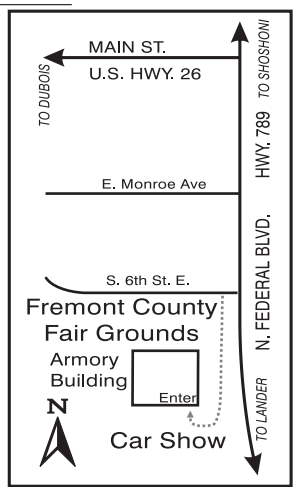 MAIN ST.
U.S. HWY. 26
TO DUBOIS
TO SHOSHONI
HWY. 789
E. Monroe Ave
N. FEDERAL BLVD.
S. 6th St. E.
Fremont County
Fair Grounds
Armory
Building
Enter
N
Car Show
TO LANDER